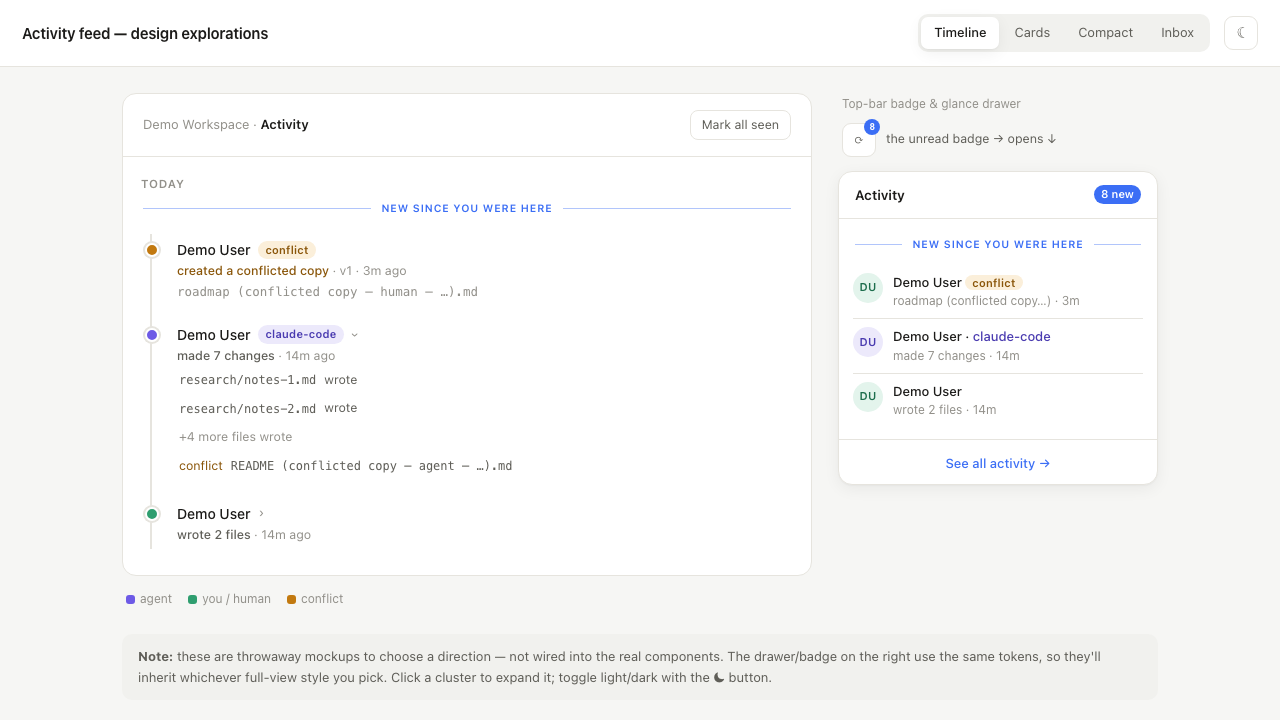 Activity feed — design explorations
Timeline Cards Compact Inbox
Demo Workspace · Activity
Mark all seen
TODAY
NEW SINCE YOU WERE HERE
Demo User conflict
created a conflicted copy · v1 · 3m ago
roadmap (conflicted copy — human — …).md
Demo User claude-code
made 7 changes · 14m ago
research/notes-1.md wrote
research/notes-2.md wrote
+4 more files wrote
conflict README (conflicted copy — agent — …).md
Demo User
wrote 2 files · 14m ago
agent you / human conflict
Top-bar badge & glance drawer
8
the unread badge → opens ↓
Activity 8 new
NEW SINCE YOU WERE HERE
DU Demo User conflict
roadmap (conflicted copy…) · 3m
DU Demo User · claude-code
made 7 changes · 14m
DU Demo User
wrote 2 files · 14m
See all activity →
Note: these are throwaway mockups to choose a direction — not wired into the real components. The drawer/badge on the right use the same tokens, so they'll
inherit whichever full-view style you pick. Click a cluster to expand it; toggle light/dark with the ⏾ button.